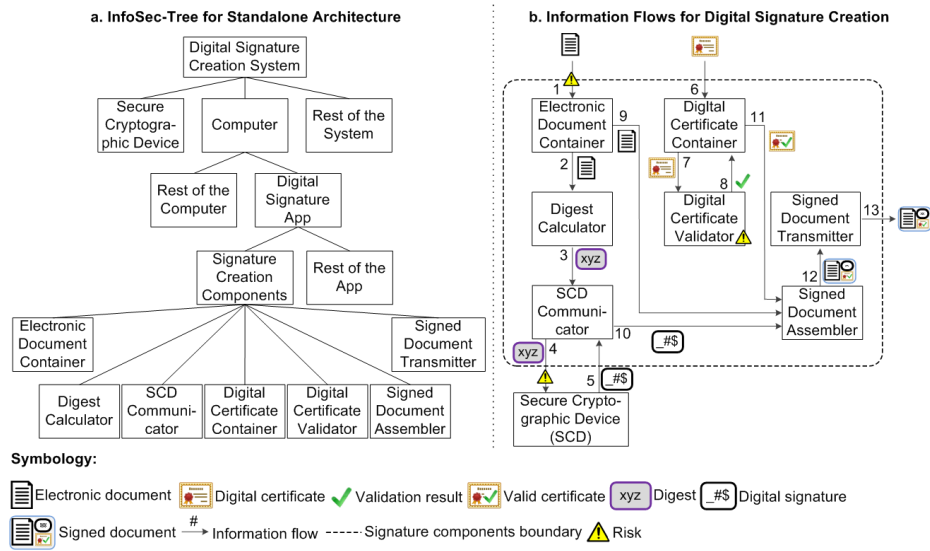 a. InfoSec-Tree for Standalone Architecture
Digital Signature
Creation System
Secure
Cryptogra-
phic Device
Computer
Rest of the
System
Rest of the
Computer
Digital
Signature
App
Signature
Creation
Components
Rest of the
App
Electronic
Document
Container
Signed
Document
Transmitter
Digest
Calculator
SCD
Communi-
cator
Digital
Certificate
Container
Digital
Certificate
Validator
Signed
Document
Assembler
b. Information Flows for Digital Signature Creation
1
6
Electronic
Document
Container
9
Digital
Certificate
Container
11
2
7
8
Digest
Calculator
Digital
Certificate
Validator
Signed
Document
Transmitter
13
3
xyz
12
SCD
Communi-
cator
10
Signed
Document
Assembler
_#$
xyz
4
5
_#$
Secure Crypto-
graphic Device
(SCD)
Symbology:
Electronic document
Digital certificate
Validation result
Valid certificate
xyz
Digest
_#$
Digital signature
Signed document
#
Information flow
Signature components boundary
Risk